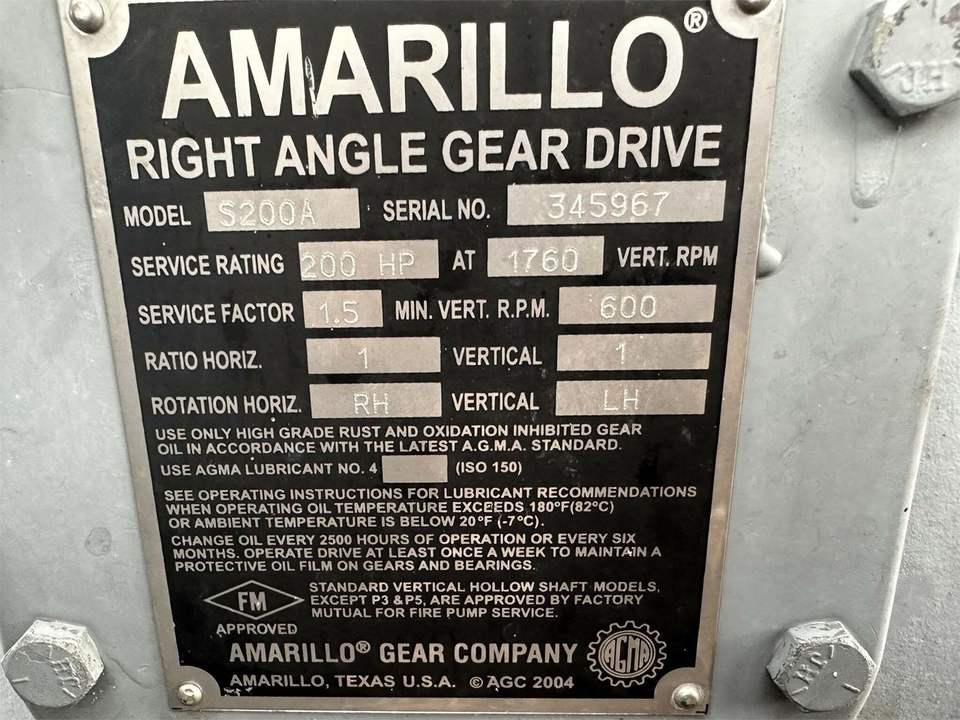 AMARILLO®
RIGHT ANGLE GEAR DRIVE
MODEL S200A SERIAL NO. 345967
SERVICE RATING 200 HP AT 1760 VERT. RPM
SERVICE FACTOR 1.5 MIN. VERT. R.P.M. 600
RATIO HORIZ. 1 VERTICAL 1
ROTATION HORIZ. RH VERTICAL LH
USE ONLY HIGH GRADE RUST AND OXIDATION INHIBITED GEAR
OIL IN ACCORDANCE WITH THE LATEST A.G.M.A. STANDARD.
USE AGMA LUBRICANT NO. 4 (ISO 150)
SEE OPERATING INSTRUCTIONS FOR LUBRICANT RECOMMENDATIONS
WHEN OPERATING OIL TEMPERATURE EXCEEDS 180°F(82°C)
OR AMBIENT TEMPERATURE IS BELOW 20°F (-7°C).
CHANGE OIL EVERY 2500 HOURS OF OPERATION OR EVERY SIX
MONTHS. OPERATE DRIVE AT LEAST ONCE A WEEK TO MAINTAIN A
PROTECTIVE OIL FILM ON GEARS AND BEARINGS.
FM
APPROVED
STANDARD VERTICAL HOLLOW SHAFT MODELS,
EXCEPT P3 & P5, ARE APPROVED BY FACTORY
MUTUAL FOR FIRE PUMP SERVICE.
AMARILLO® GEAR COMPANY
AMARILLO, TEXAS U.S.A. © AGC 2004
AGMA